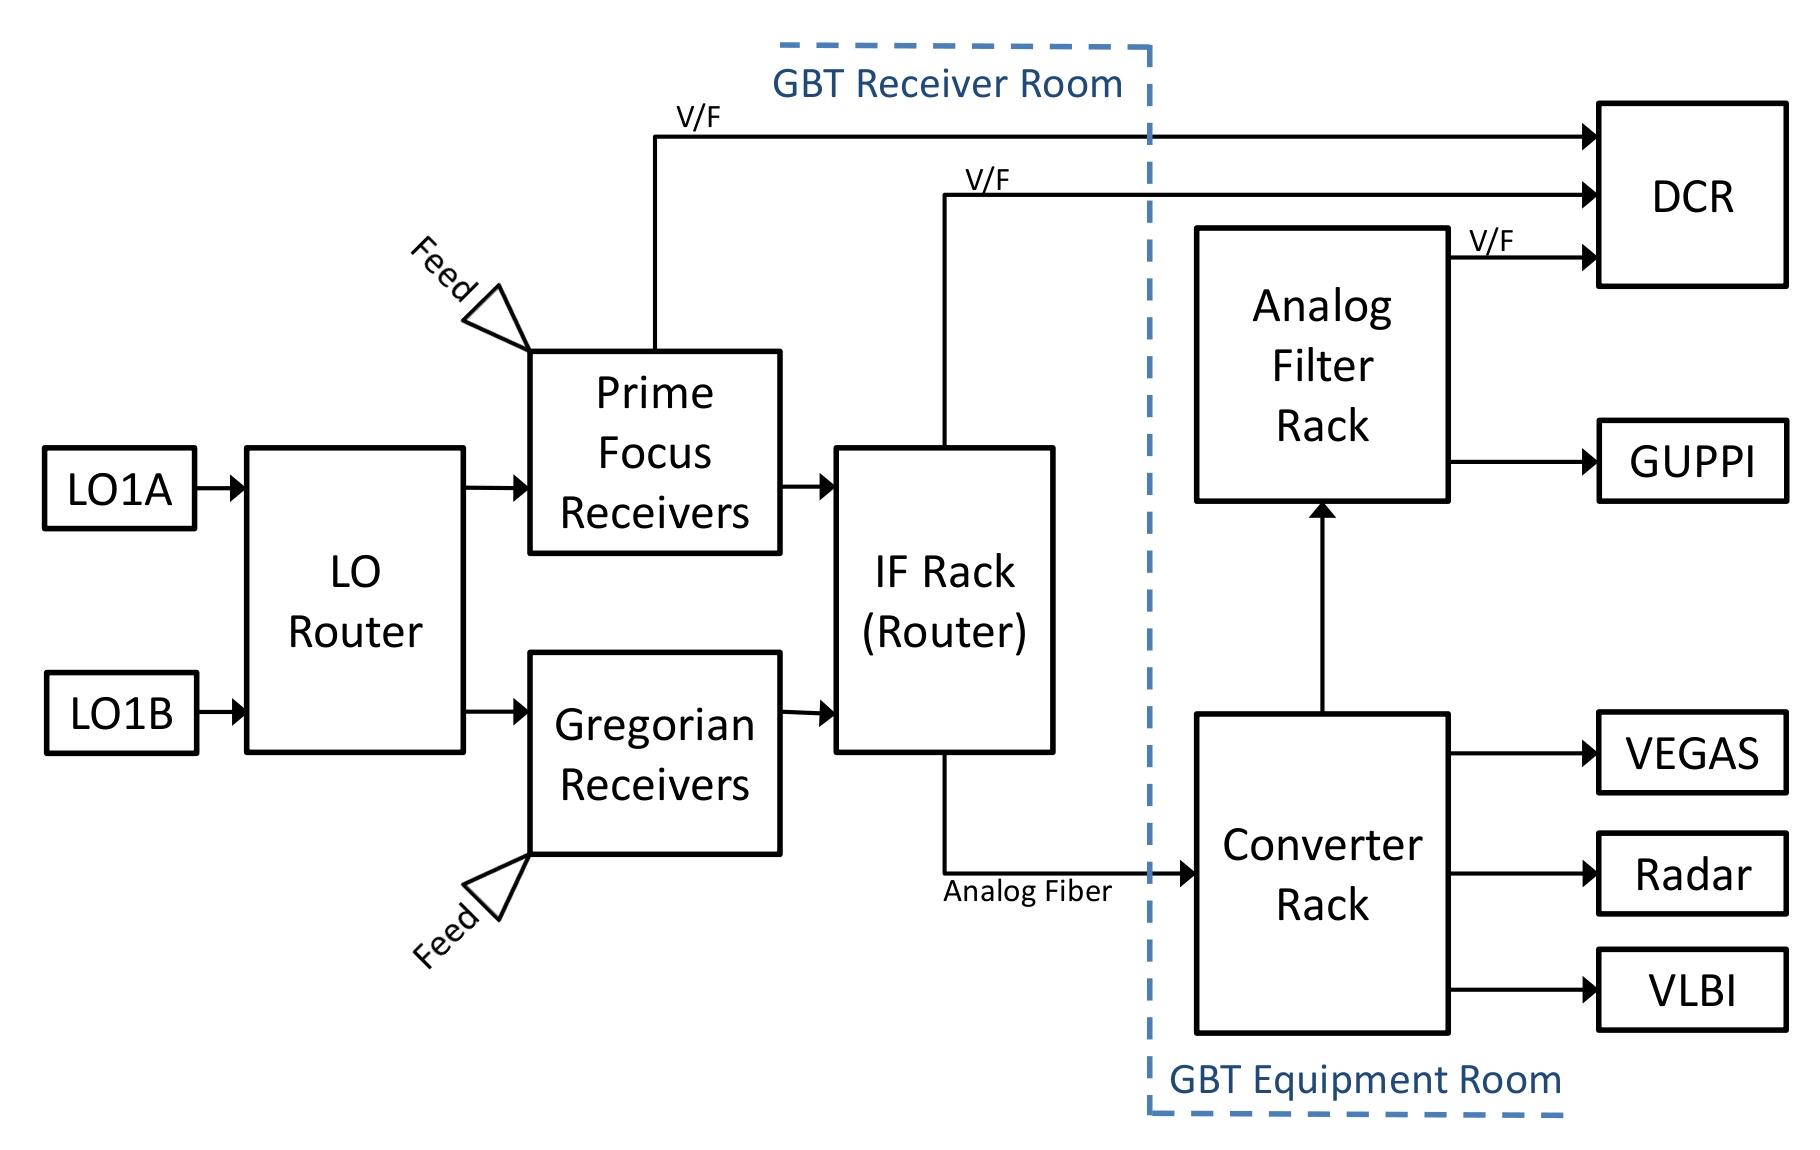 GBT Receiver Room
V/F
V/F
DCR
V/F
Feed
Analog
Filter
Rack
Prime
Focus
Receivers
GUPPI
LO1A
LO
Router
IF Rack
(Router)
LO1B
Gregorian
Receivers
VEGAS
Converter
Rack
Radar
Analog Fiber
Feed
VLBI
GBT Equipment Room